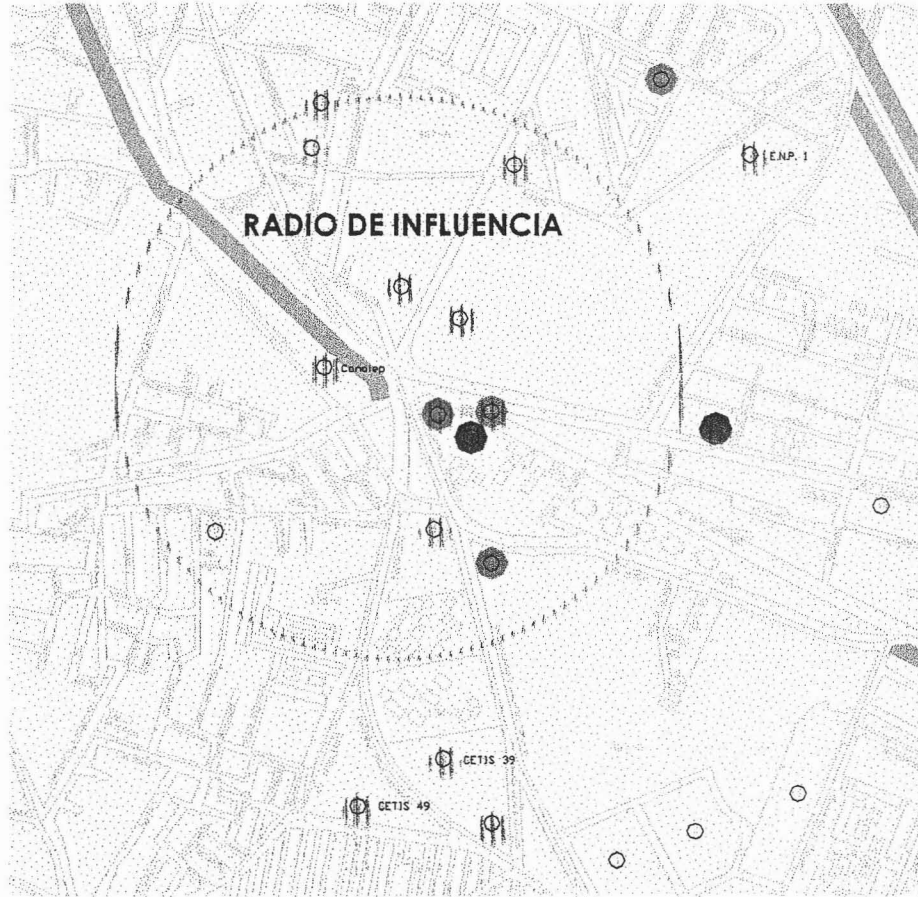 E.N.P. 1
RADIO DE INFLUENCIA
Conalep
CETIS 39
CETIS 49